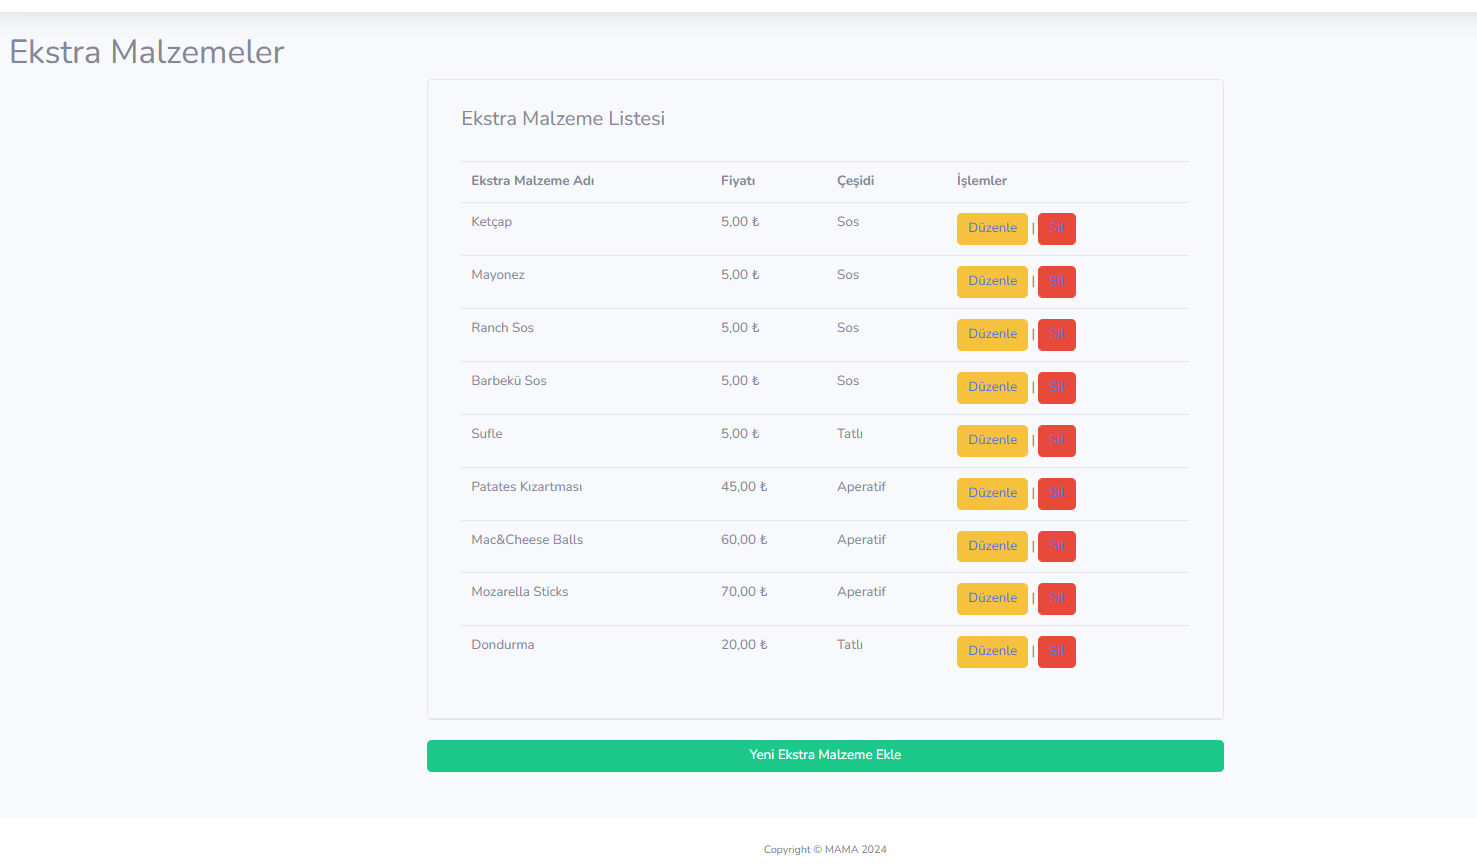 Ekstra Malzemeler
Ekstra Malzeme Listesi
Ekstra Malzeme Adı Fiyatı Çeşidi İşlemler
Ketçap 5,00 ₺ Sos Düzenle | Sil
Mayonez 5,00 ₺ Sos Düzenle | Sil
Ranch Sos 5,00 ₺ Sos Düzenle | Sil
Barbekü Sos 5,00 ₺ Sos Düzenle | Sil
Sufle 5,00 ₺ Tatlı Düzenle | Sil
Patates Kızartması 45,00 ₺ Aperatif Düzenle | Sil
Mac&Cheese Balls 60,00 ₺ Aperatif Düzenle | Sil
Mozarella Sticks 70,00 ₺ Aperatif Düzenle | Sil
Dondurma 20,00 ₺ Tatlı Düzenle | Sil
Yeni Ekstra Malzeme Ekle
Copyright © MAMA 2024